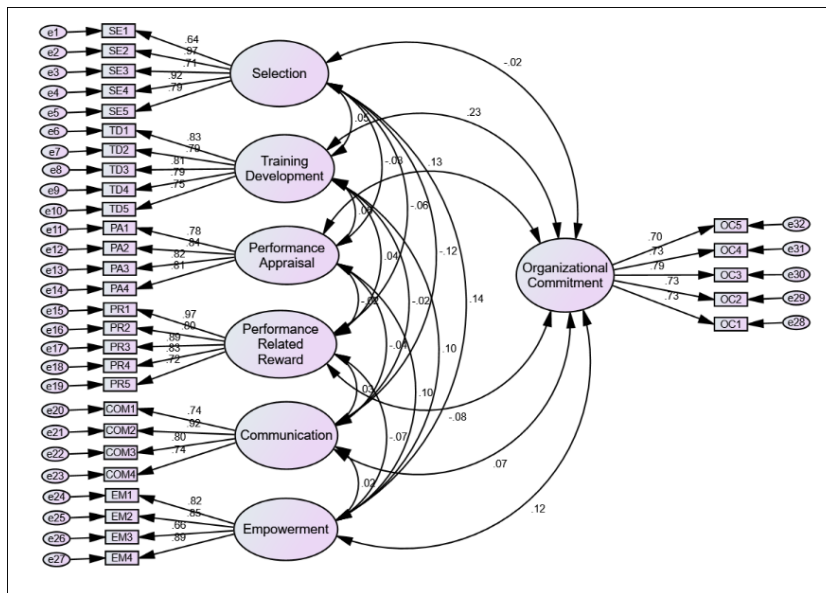 e1 SE1 .64
e2 SE2 .97
e3 SE3 .71
e4 SE4 .92
e5 SE5 .79
Selection
e6 TD1 .83
e7 TD2 .79
e8 TD3 .81
e9 TD4 .79
e10 TD5 .75
Training
Development
e11 PA1 .78
e12 PA2 .84
e13 PA3 .82
e14 PA4 .81
Performance
Appraisal
e15 PR1 .97
e16 PR2
e17 PR3 .89
e18 PR4 .83
e19 PR5 .72
Performance
Related
Reward
e20 COM1 .74
e21 COM2 .92
e22 COM3 .80
e23 COM4 .74
Communication
e24 EM1 .82
e25 EM2 .85
e26 EM3 .66
e27 EM4 .89
Empowerment
-.02
.23
.05
-.03
.13
-.06
-.12
.14
.04
-.02
.10
.10
.03
-.07
.02
-.08
.07
.12
Organizational
Commitment
.70 OC5 e32
.73 OC4 e31
.79 OC3 e30
.73 OC2 e29
.73 OC1 e28